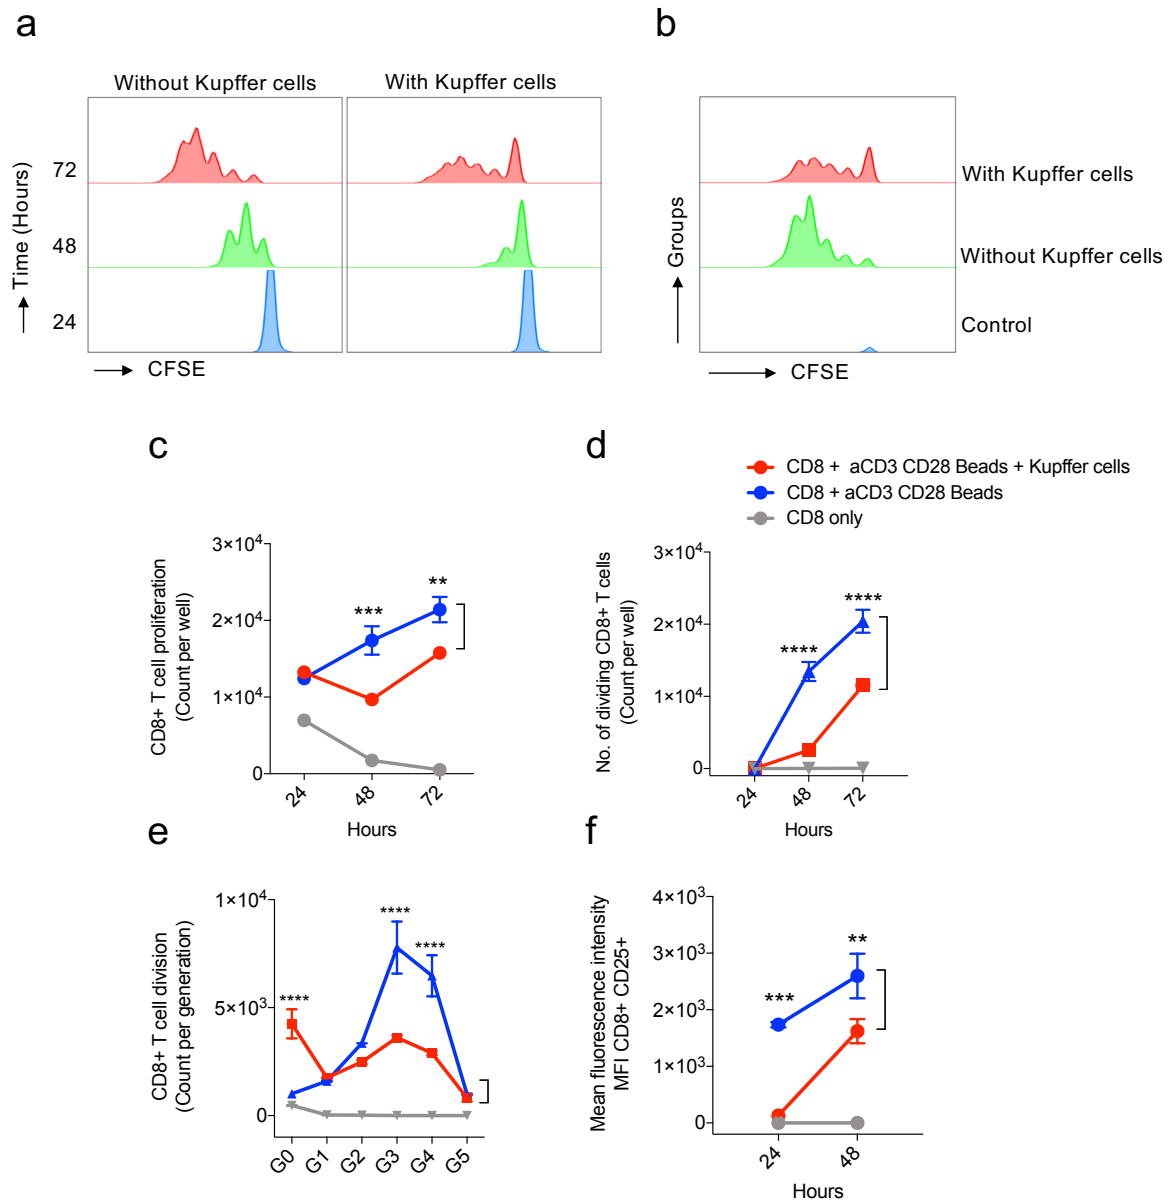 a
b
Without Kupffer cells
With Kupffer cells
Time (Hours)
72
48
24
CFSE
Groups
With Kupffer cells
Without Kupffer cells
Control
CFSE
c
d
CD8 + aCD3 CD28 Beads + Kupffer cells
CD8 + aCD3 CD28 Beads
CD8 only
CD8+ T cell proliferation
(Count per well)
3×10⁴
2×10⁴
1×10⁴
0
***
**
24
48
72
Hours
No. of dividing CD8+ T cells
(Count per well)
3×10⁴
2×10⁴
1×10⁴
0
****
****
24
48
72
Hours
e
f
CD8+ T cell division
(Count per generation)
1×10⁴
5×10³
0
****
****
****
G0
G1
G2
G3
G4
G5
Mean fluorescence intensity
MFI CD8+ CD25+
4×10³
3×10³
2×10³
1×10³
0
***
**
24
48
Hours